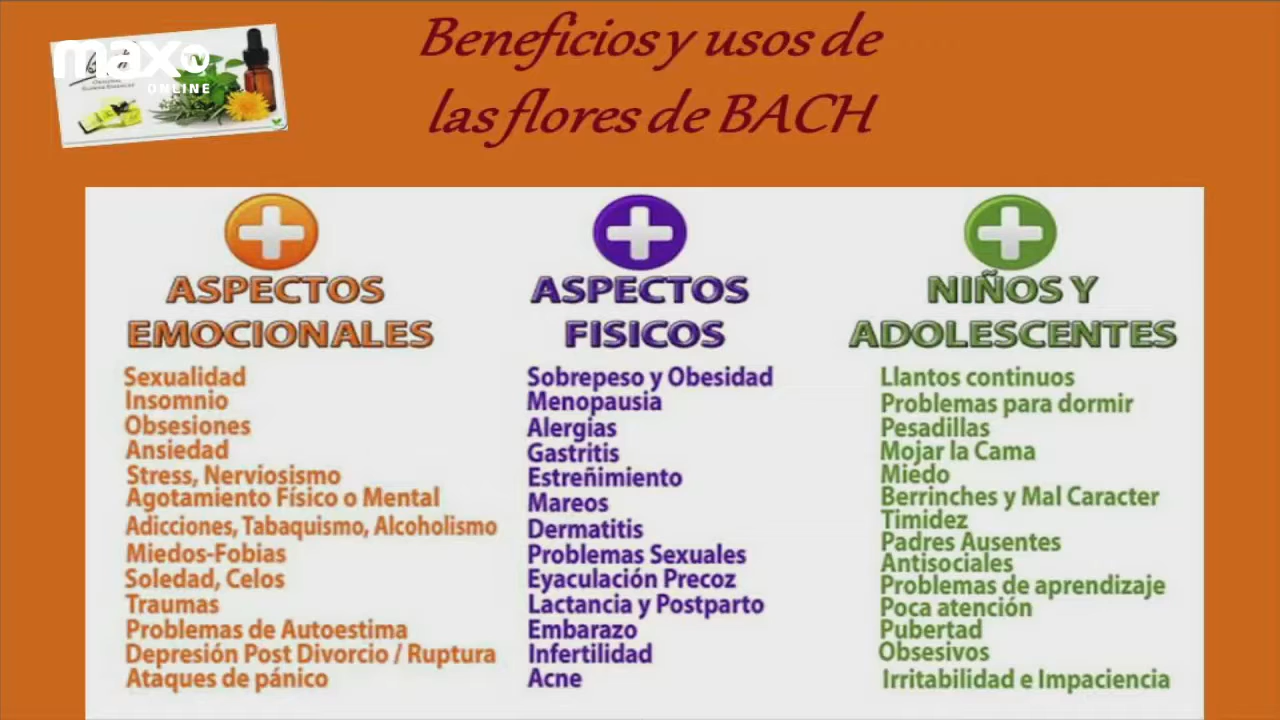 maxo tv
ONLINE
Bach
Beneficios y usos de
las flores de BACH
ASPECTOS
EMOCIONALES
Sexualidad
Insomnio
Obsesiones
Ansiedad
Stress, Nerviosismo
Agotamiento Físico o Mental
Adicciones, Tabaquismo, Alcoholismo
Miedos-Fobias
Soledad, Celos
Traumas
Problemas de Autoestima
Depresión Post Divorcio / Ruptura
Ataques de pánico
ASPECTOS
FISICOS
Sobrepeso y Obesidad
Menopausia
Alergias
Gastritis
Estreñimiento
Mareos
Dermatitis
Problemas Sexuales
Eyaculación Precoz
Lactancia y Postparto
Embarazo
Infertilidad
Acne
NIÑOS Y
ADOLESCENTES
Llantos continuos
Problemas para dormir
Pesadillas
Mojar la Cama
Miedo
Berrinches y Mal Caracter
Timidez
Padres Ausentes
Antisociales
Problemas de aprendizaje
Poca atención
Pubertad
Obsesivos
Irritabilidad e Impaciencia